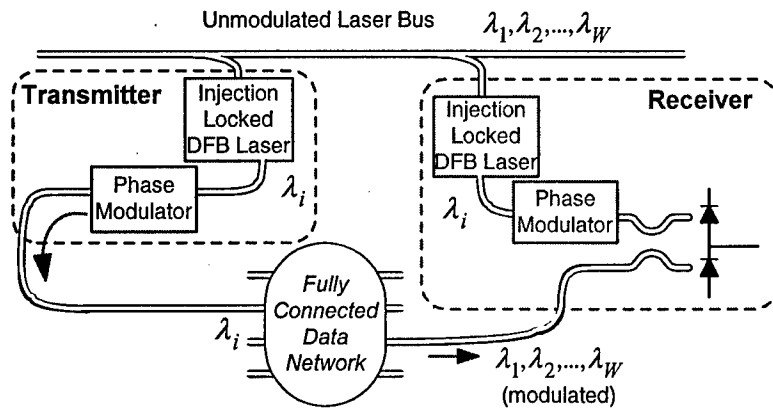 Unmodulated Laser Bus λ1,λ2,...,λW
Transmitter
Injection
Locked
DFB Laser
λi
Phase
Modulator
Receiver
Injection
Locked
DFB Laser
λi
Phase
Modulator
Fully
Connected
Data
Network
λi
λ1,λ2,...,λW
(modulated)